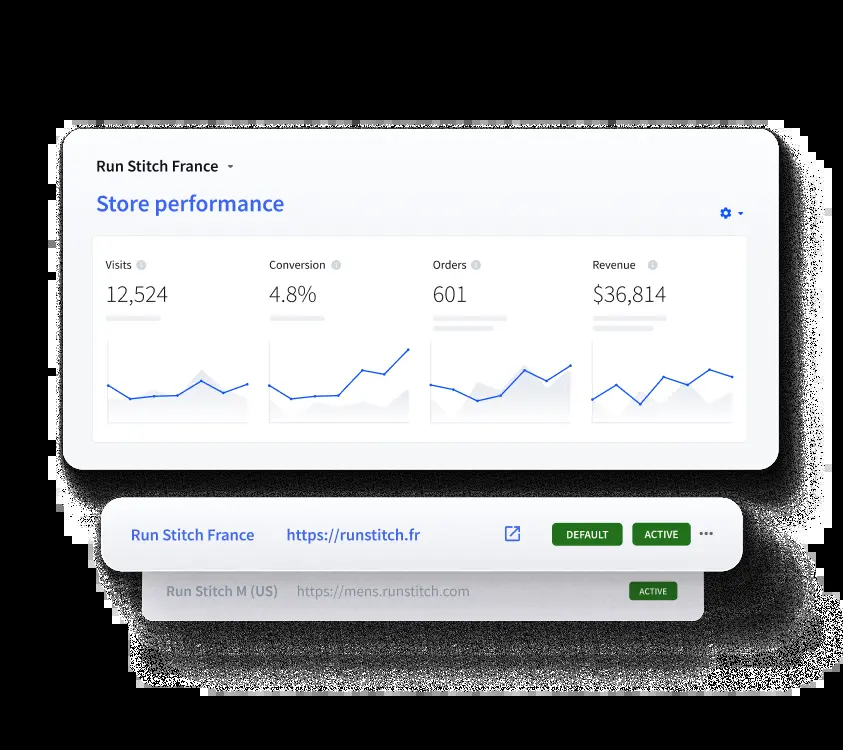 Run Stitch France
Store performance
Visits Conversion Orders Revenue
12,524 4.8% 601 $36,814
Run Stitch France https://runstitch.fr DEFAULT ACTIVE
Run Stitch M (US) https://mens.runstitch.com ACTIVE